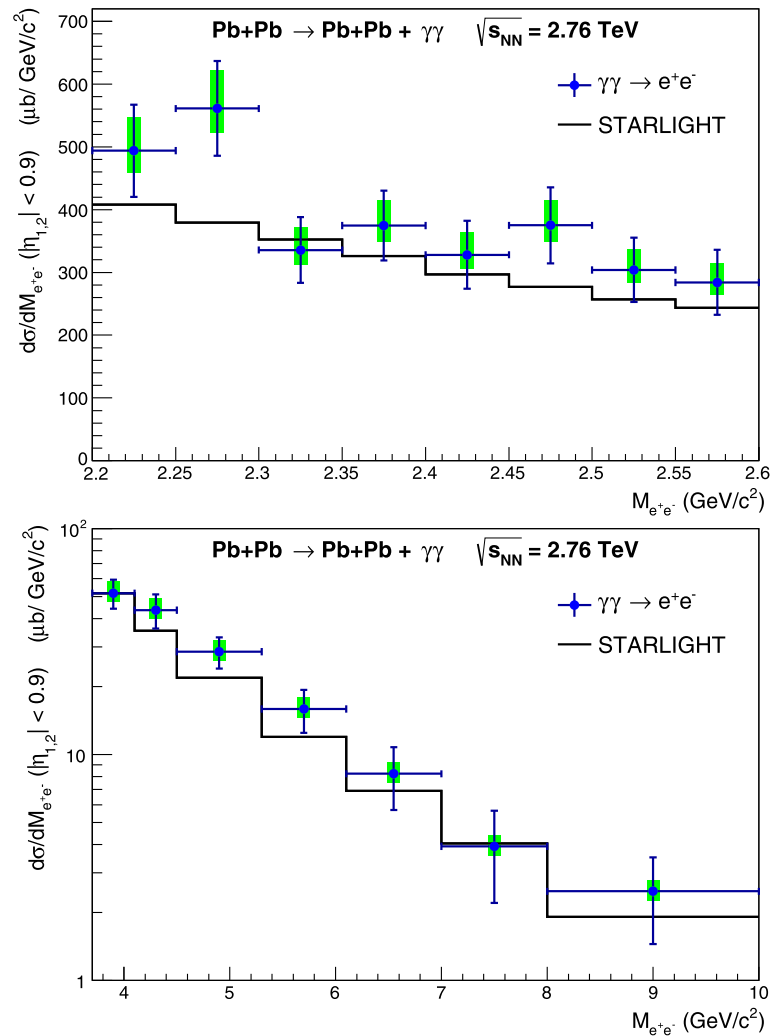 Pb+Pb → Pb+Pb + γγ √sNN = 2.76 TeV
γγ → e+e-
STARLIGHT
dσ/dMe+e- (|η1,2| < 0.9) (μb/ GeV/c²)
700
600
500
400
300
200
100
0
2.2 2.25 2.3 2.35 2.4 2.45 2.5 2.55 2.6
Me+e- (GeV/c²)
Pb+Pb → Pb+Pb + γγ √sNN = 2.76 TeV
γγ → e+e-
STARLIGHT
dσ/dMe+e- (|η1,2| < 0.9) (μb/ GeV/c²)
10²
10
1
4 5 6 7 8 9 10
Me+e- (GeV/c²)